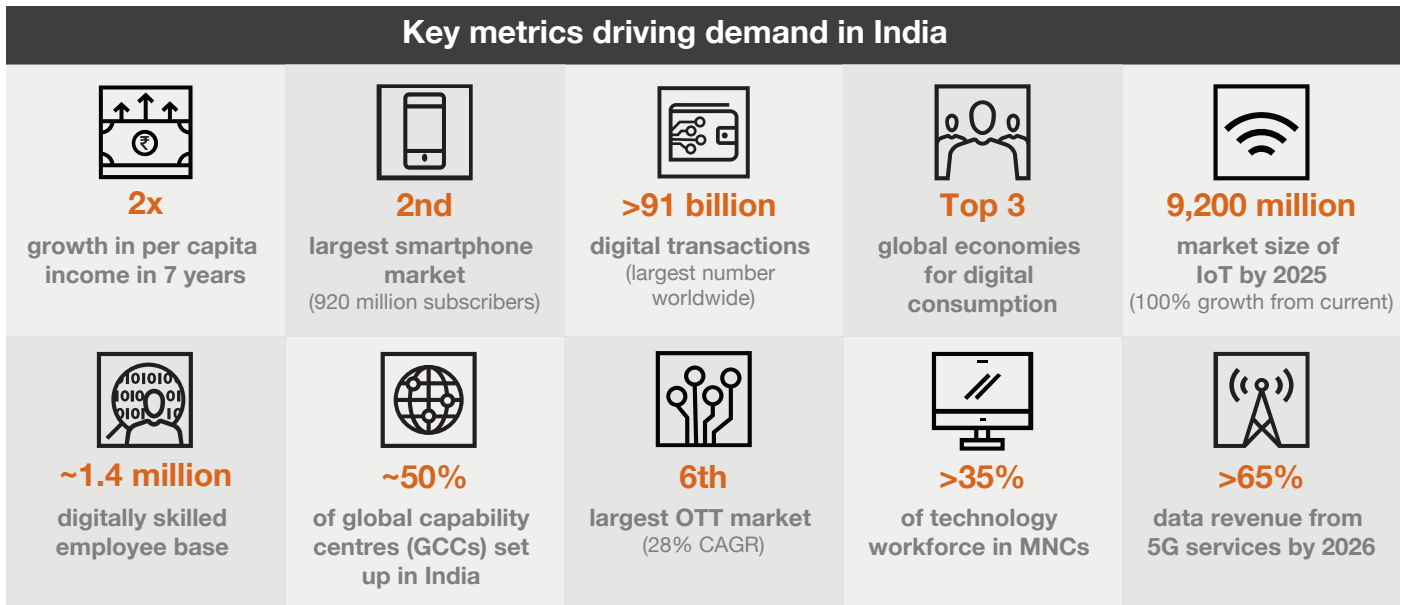 Key metrics driving demand in India
₹
2x
growth in per capita
income in 7 years
2nd
largest smartphone
market
(920 million subscribers)
>91 billion
digital transactions
(largest number
worldwide)
Top 3
global economies
for digital
consumption
9,200 million
market size of
IoT by 2025
(100% growth from current)
~1.4 million
digitally skilled
employee base
~50%
of global capability
centres (GCCs) set
up in India
6th
largest OTT market
(28% CAGR)
>35%
of technology
workforce in MNCs
>65%
data revenue from
5G services by 2026